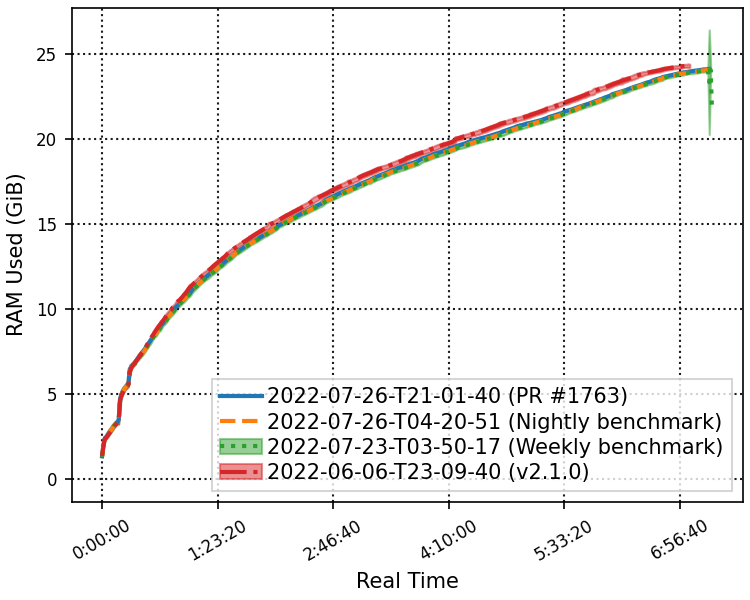 25
20
15
10
5
0
RAM Used (GiB)
2022-07-26-T21-01-40 (PR #1763)
2022-07-26-T04-20-51 (Nightly benchmark)
2022-07-23-T03-50-17 (Weekly benchmark)
2022-06-06-T23-09-40 (v2.1.0)
0:00:00
1:23:20
2:46:40
4:10:00
5:33:20
6:56:40
Real Time